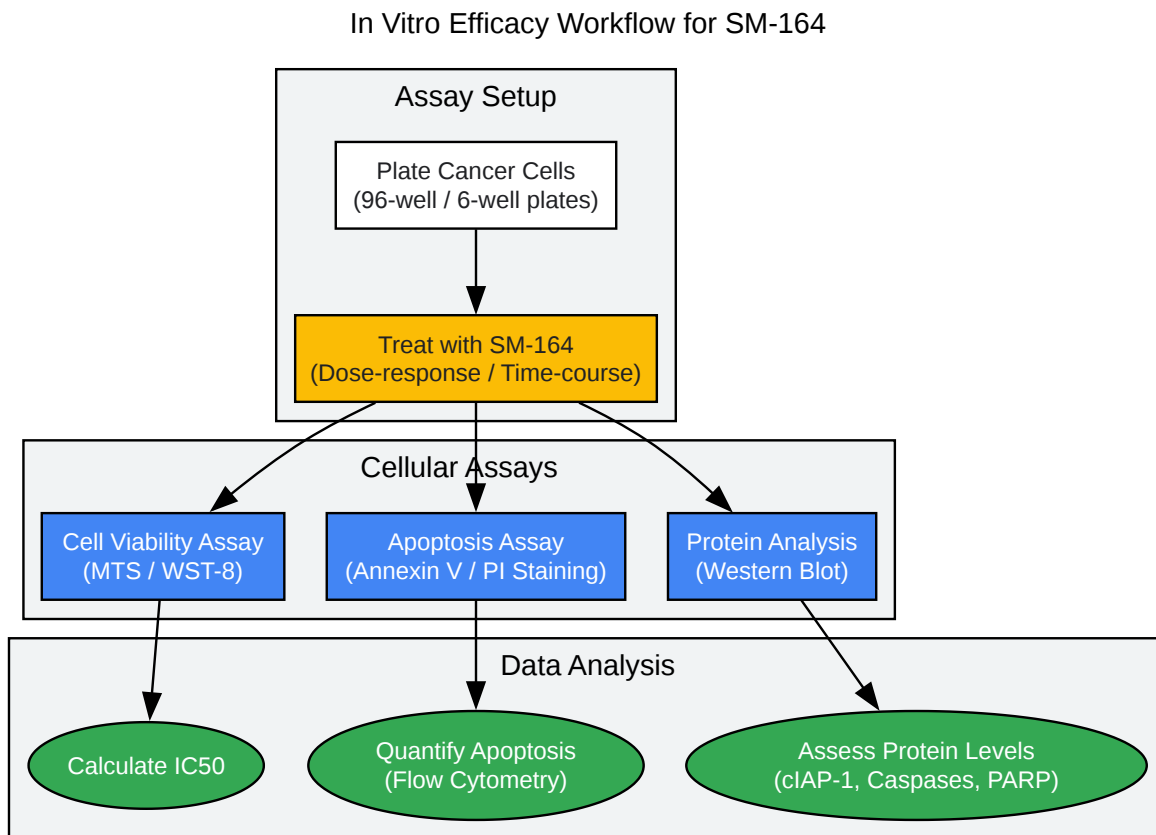 In Vitro Efficacy Workflow for SM-164
Assay Setup
Plate Cancer Cells
(96-well / 6-well plates)
Treat with SM-164
(Dose-response / Time-course)
Cellular Assays
Cell Viability Assay
(MTS / WST-8)
Apoptosis Assay
(Annexin V / PI Staining)
Protein Analysis
(Western Blot)
Data Analysis
Calculate IC50
Quantify Apoptosis
(Flow Cytometry)
Assess Protein Levels
(cIAP-1, Caspases, PARP)